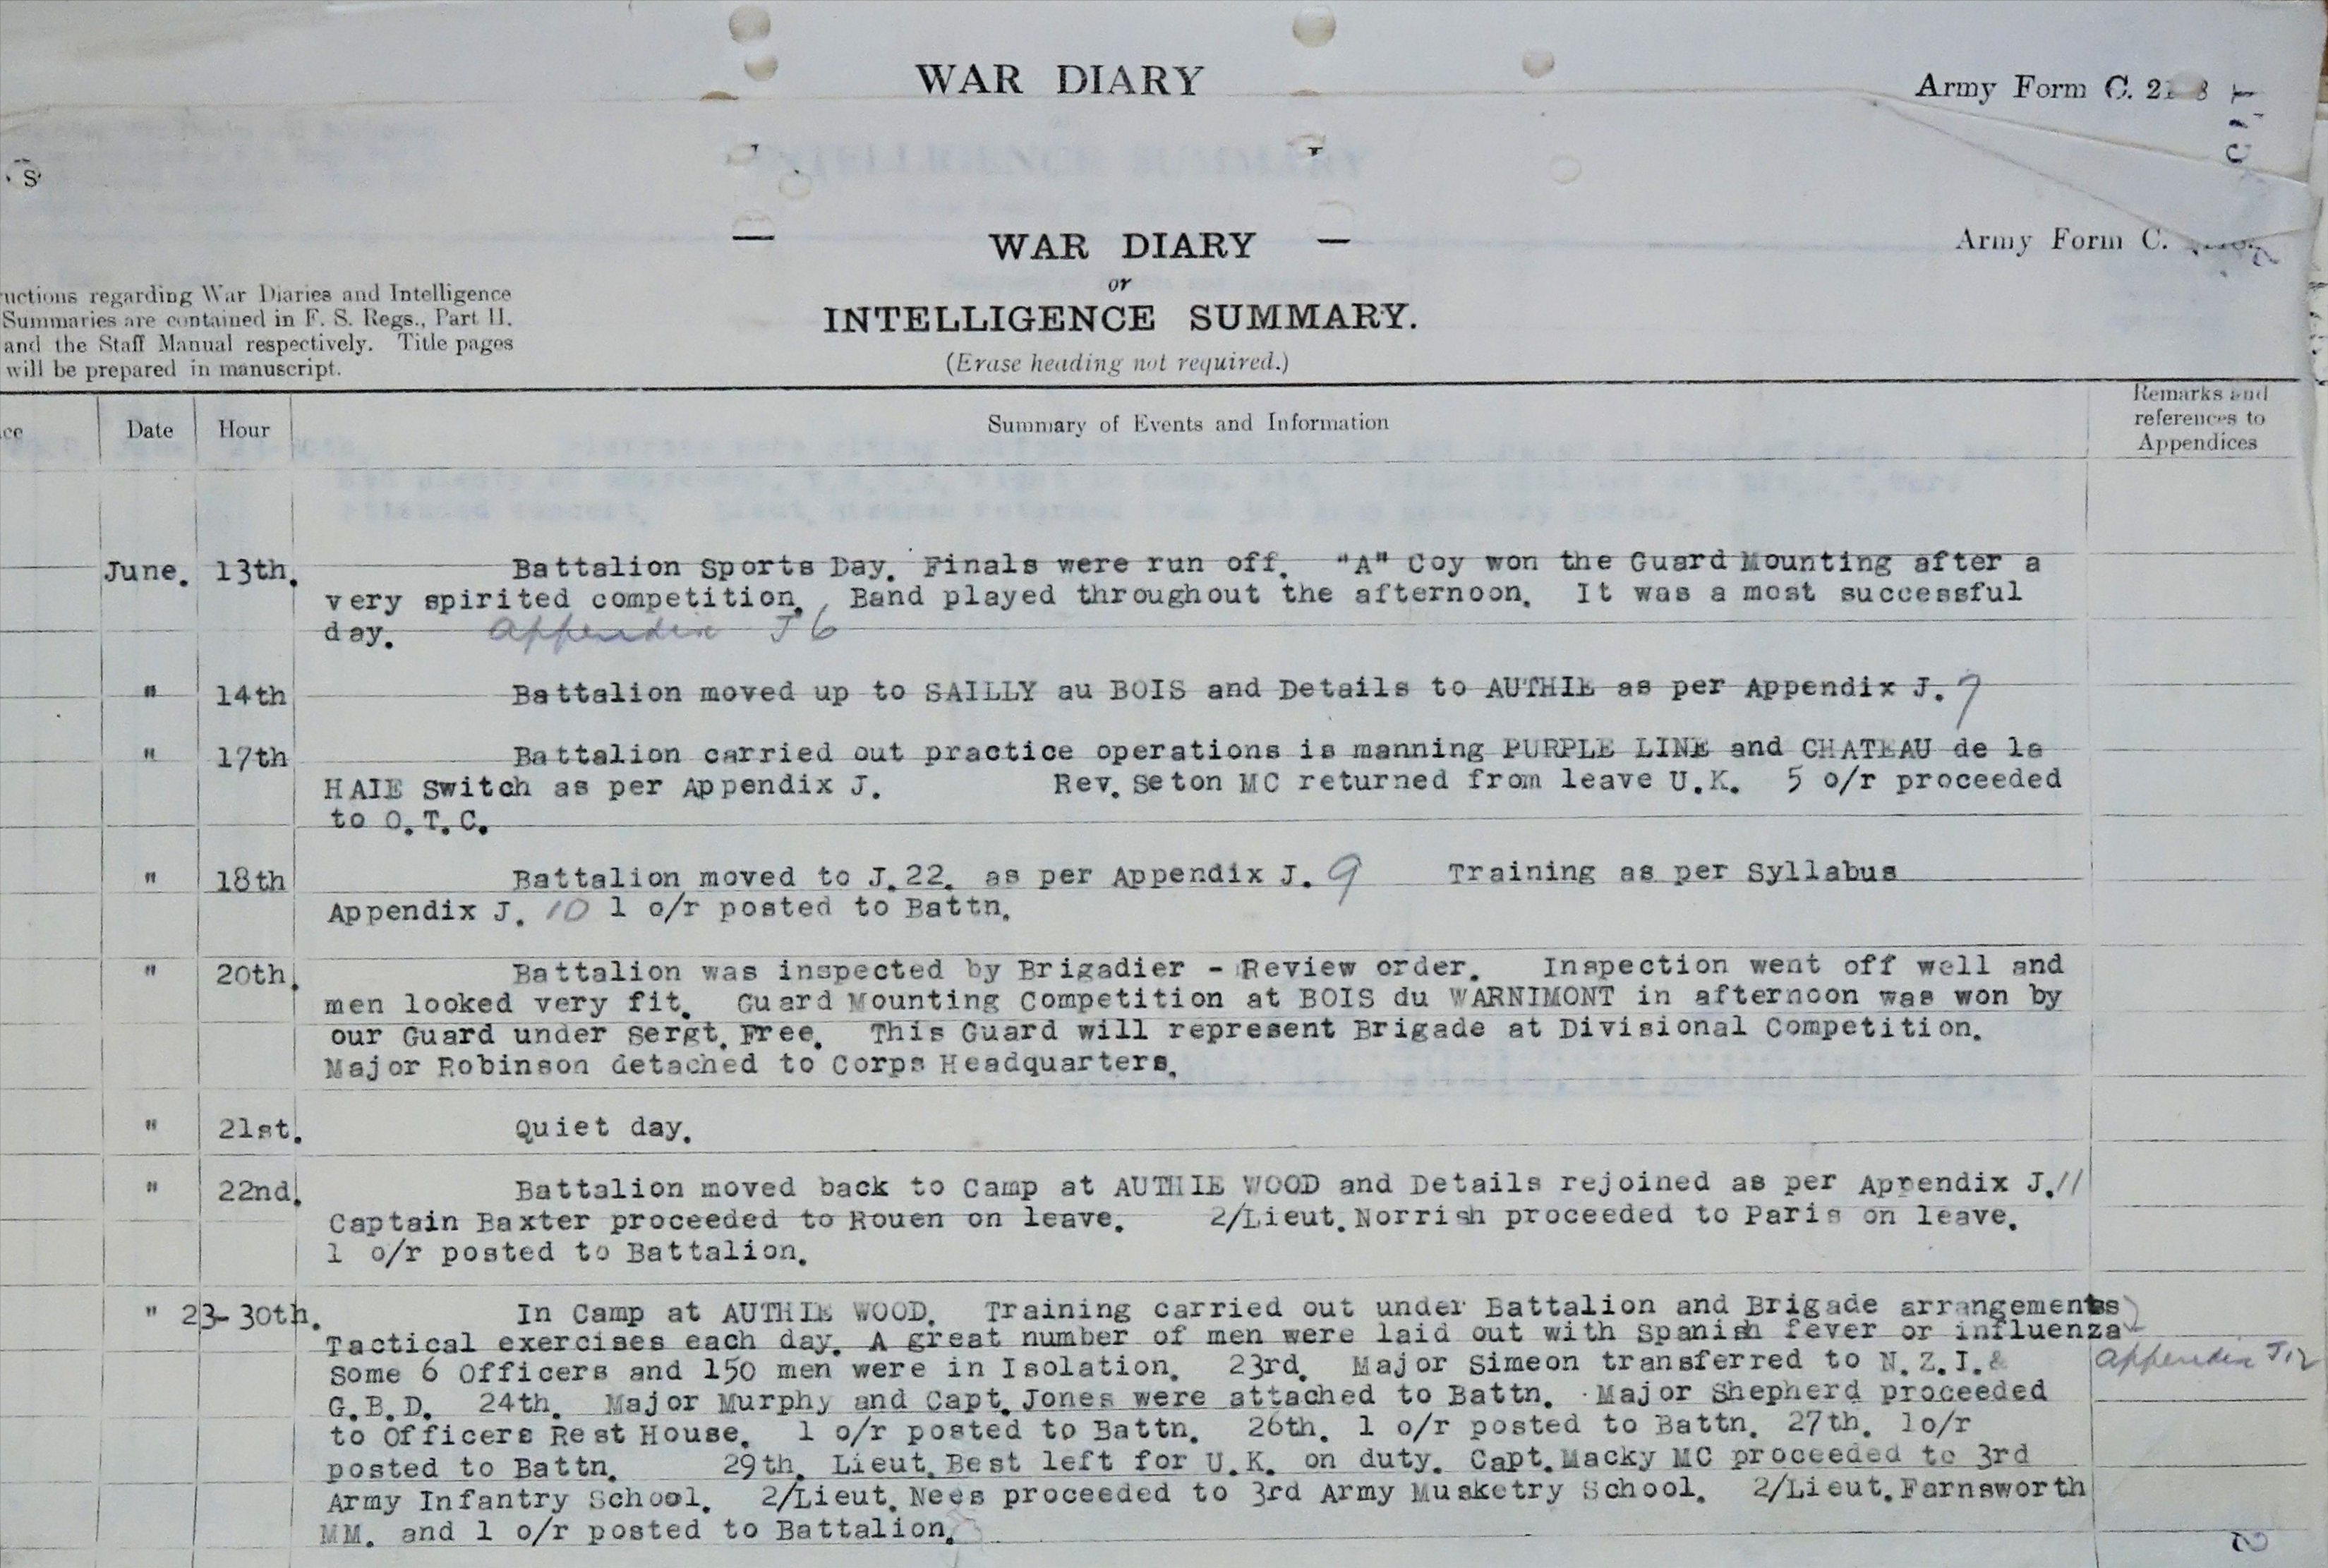 WAR DIARY
Army Form C.
S
WAR DIARY
Army Form C.
or
INTELLIGENCE SUMMARY.
(Erase heading not required.)
uctions regarding War Diaries and Intelligence
Summaries are contained in F. S. Regs., Part II.
and the Staff Manual respectively. Title pages
will be prepared in manuscript.
ce Date Hour Summary of Events and Information Remarks and
references to
Appendices
June. 13th. Battalion Sports Day. Finals were run off. "A" Coy won the Guard Mounting after a
very spirited competition. Band played throughout the afternoon. It was a most successful
day. Appendix J6
" 14th Battalion moved up to SAILLY au BOIS and Details to AUTHIE as per Appendix J.7
" 17th Battalion carried out practice operations is manning PURPLE LINE and CHATEAU de la
HAIE Switch as per Appendix J. Rev. Seton MC returned from leave U.K. 5 o/r proceeded
to O.T.C.
" 18th Battalion moved to J.22. as per Appendix J.9 Training as per Syllabus
Appendix J.10 1 o/r posted to Battn.
" 20th. Battalion was inspected by Brigadier - Review order. Inspection went off well and
men looked very fit. Guard Mounting Competition at BOIS du WARNIMONT in afternoon was won by
our Guard under Sergt. Free. This Guard will represent Brigade at Divisional Competition.
Major Robinson detached to Corps Headquarters.
" 21st. Quiet day.
" 22nd. Battalion moved back to Camp at AUTHIE WOOD and Details rejoined as per Appendix J.11
Captain Baxter proceeded to Rouen on leave. 2/Lieut.Norrish proceeded to Paris on leave.
1 o/r posted to Battalion.
" 23-30th. In Camp at AUTHIE WOOD. Training carried out under Battalion and Brigade arrangements
Tactical exercises each day. A great number of men were laid out with Spanish fever or influenza
Some 6 Officers and 150 men were in Isolation. 23rd. Major Simeon transferred to N.Z.I.&
Appendix J12
G.B.D. 24th. Major Murphy and Capt.Jones were attached to Battn. Major Shepherd proceeded
to Officers Rest House. 1 o/r posted to Battn. 26th. 1 o/r posted to Battn. 27th. 1o/r
posted to Battn. 29th. Lieut.Best left for U.K. on duty. Capt.Macky MC proceeded to 3rd
Army Infantry School. 2/Lieut.Nees proceeded to 3rd Army Musketry School. 2/Lieut.Farnsworth
MM. and 1 o/r posted to Battalion.